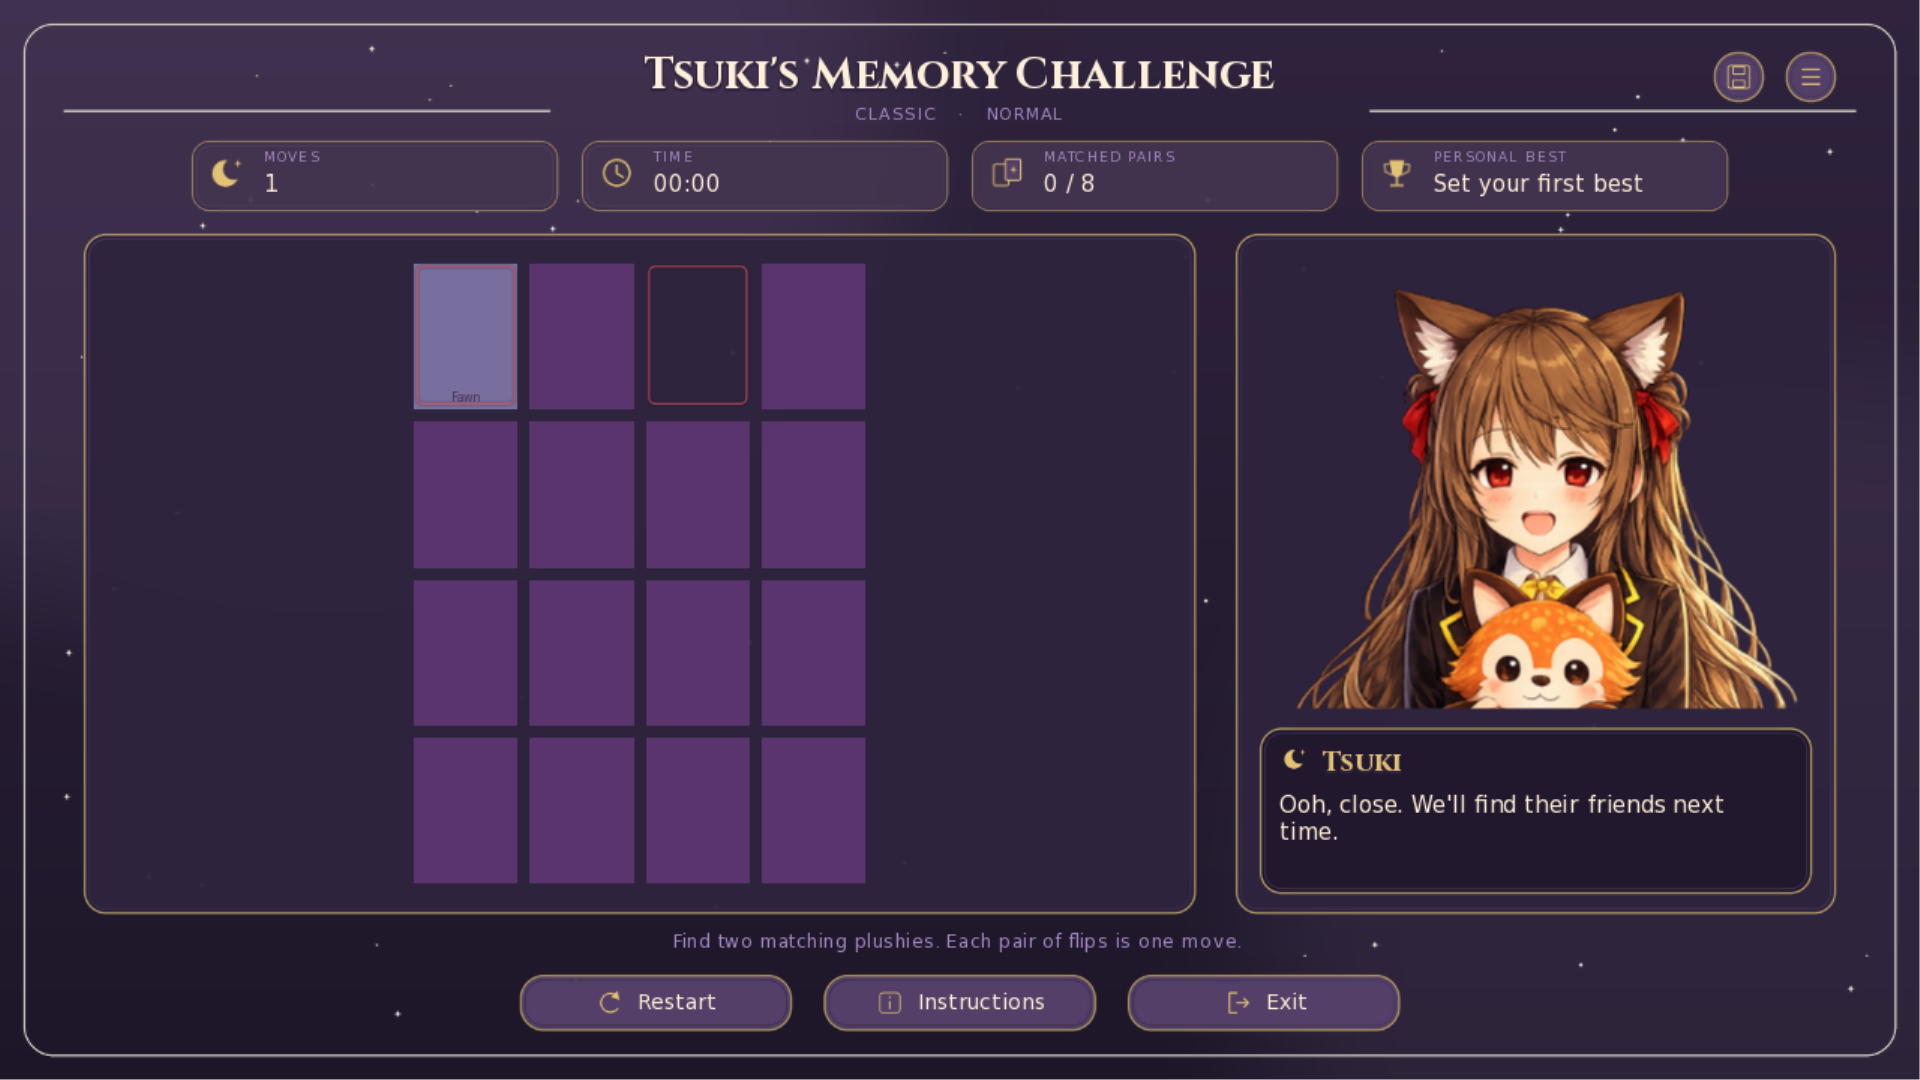 Tsuki's Memory Challenge
CLASSIC · NORMAL
MOVES
1
TIME
00:00
MATCHED PAIRS
0 / 8
PERSONAL BEST
Set your first best
Fawn
Tsuki
Ooh, close. We'll find their friends next
time.
Find two matching plushies. Each pair of flips is one move.
Restart
Instructions
Exit